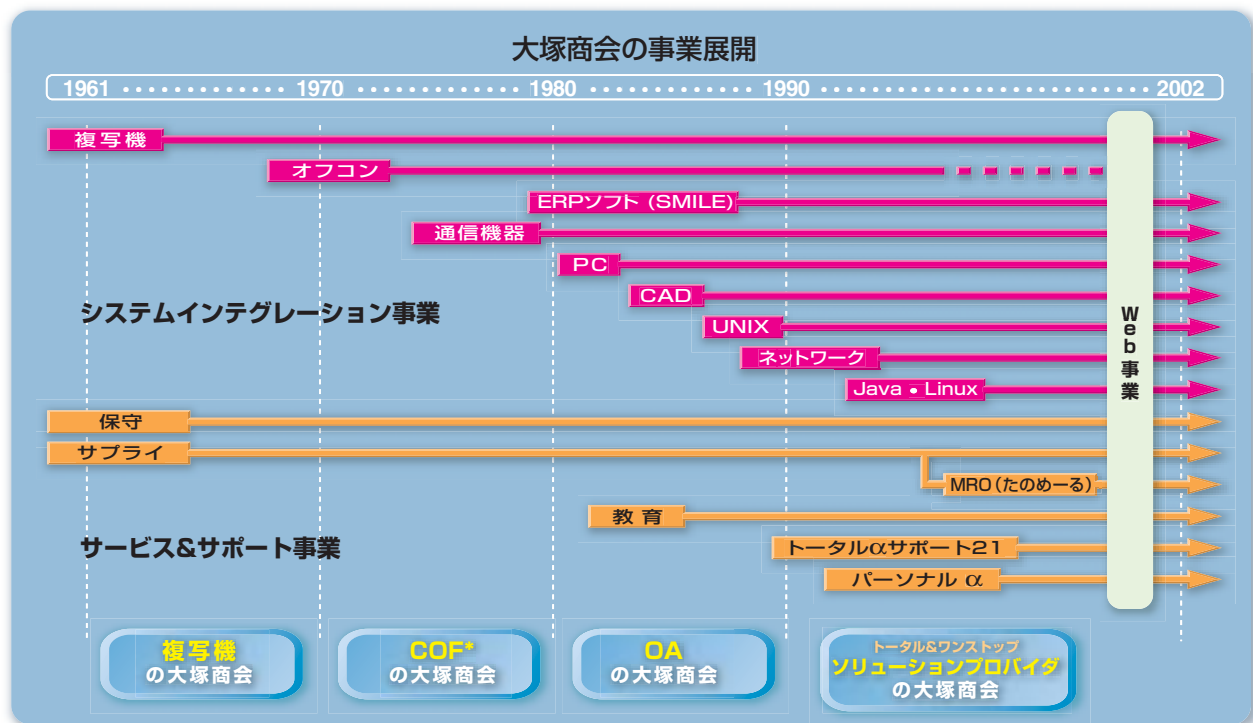 大塚商会の事業展開
1961 1970 1980 1990 2002
複写機
オフコン
ERPソフト (SMILE)
通信機器
PC
CAD
システムインテグレーション事業
UNIX
ネットワーク
Java・Linux
Web事業
保守
サプライ
MRO(たのめーる)
教育
サービス&サポート事業
トータルαサポート21
パーソナル α
複写機
の大塚商会
COF*
の大塚商会
OA
の大塚商会
トータル&ワンストップ
ソリューションプロバイダ
の大塚商会